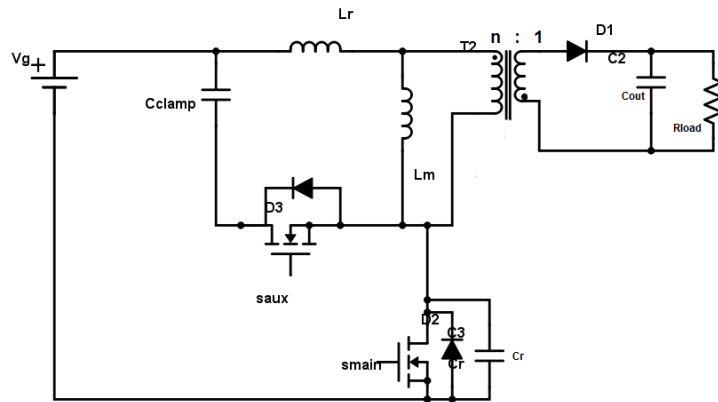 Lr
n : 1
D1
Vg
+
T2
C2
Cclamp
Cout
Rload
Lm
D3
saux
D2
C3
smain
Cr
Cr